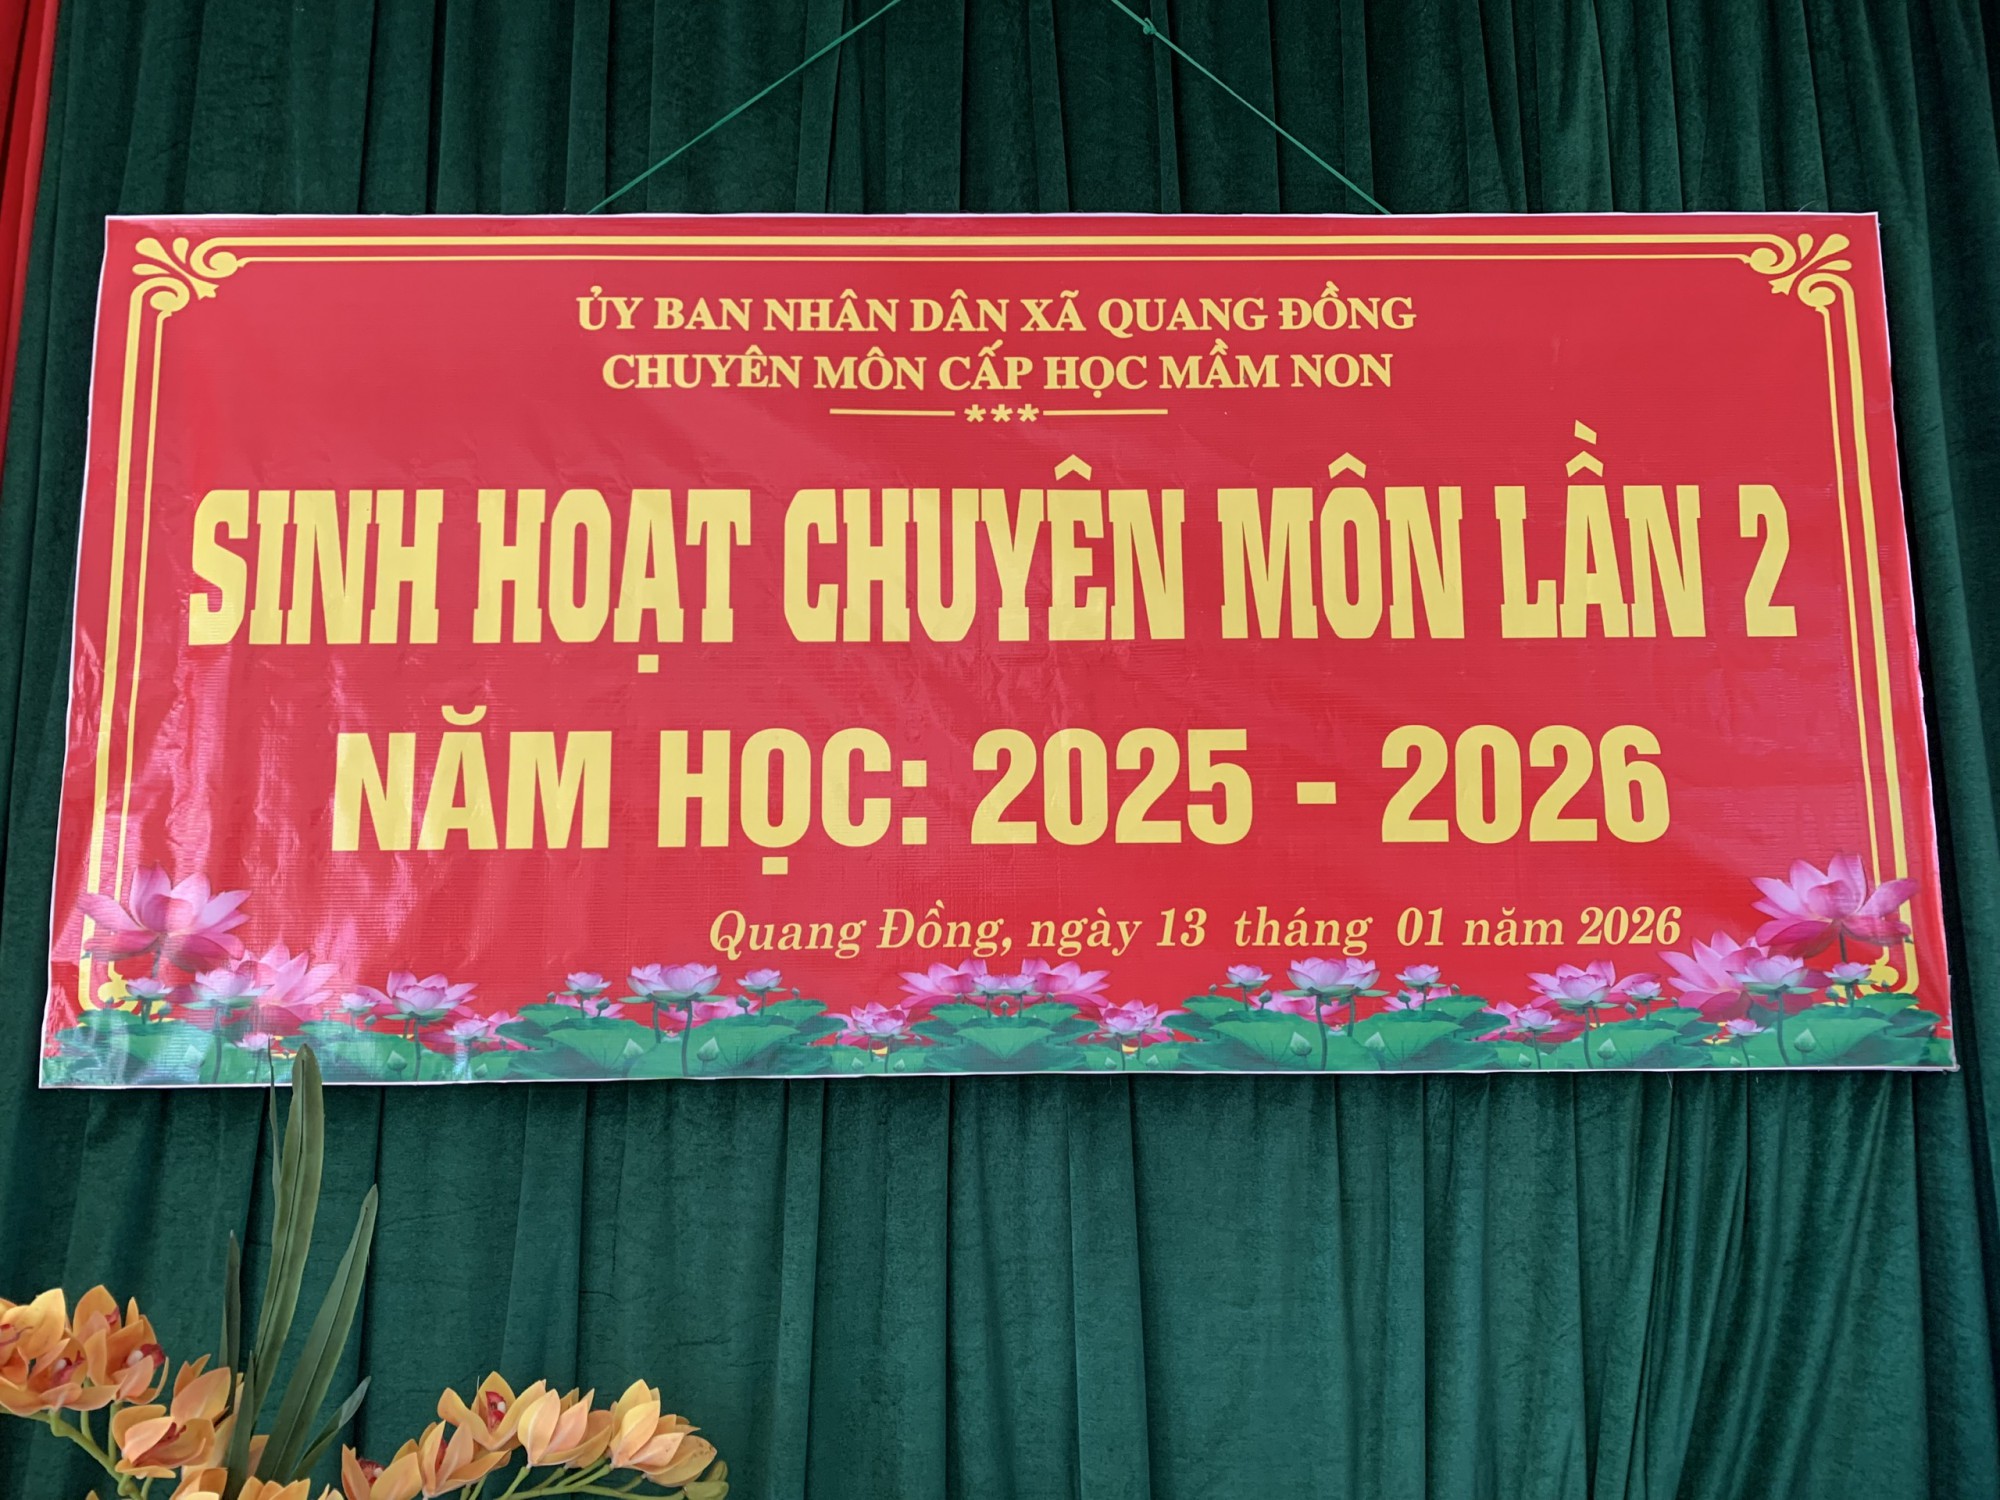 ỦY BAN NHÂN DÂN XÃ QUANG ĐỒNG
CHUYÊN MÔN CẤP HỌC MẦM NON
***
SINH HOẠT CHUYÊN MÔN LẦN 2
NĂM HỌC: 2025 - 2026
Quang Đồng, ngày 13 tháng 01 năm 2026